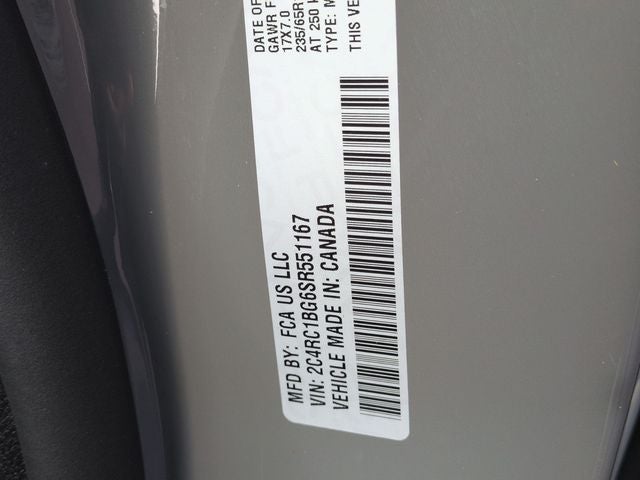 MFD BY: FCA US LLC
VIN: 2C4RC1BG6SR551167
VEHICLE MADE IN: CANADA
DATE OF
GAWR F
17X7.0
235/65R
AT 250
TYPE: M
THIS VE